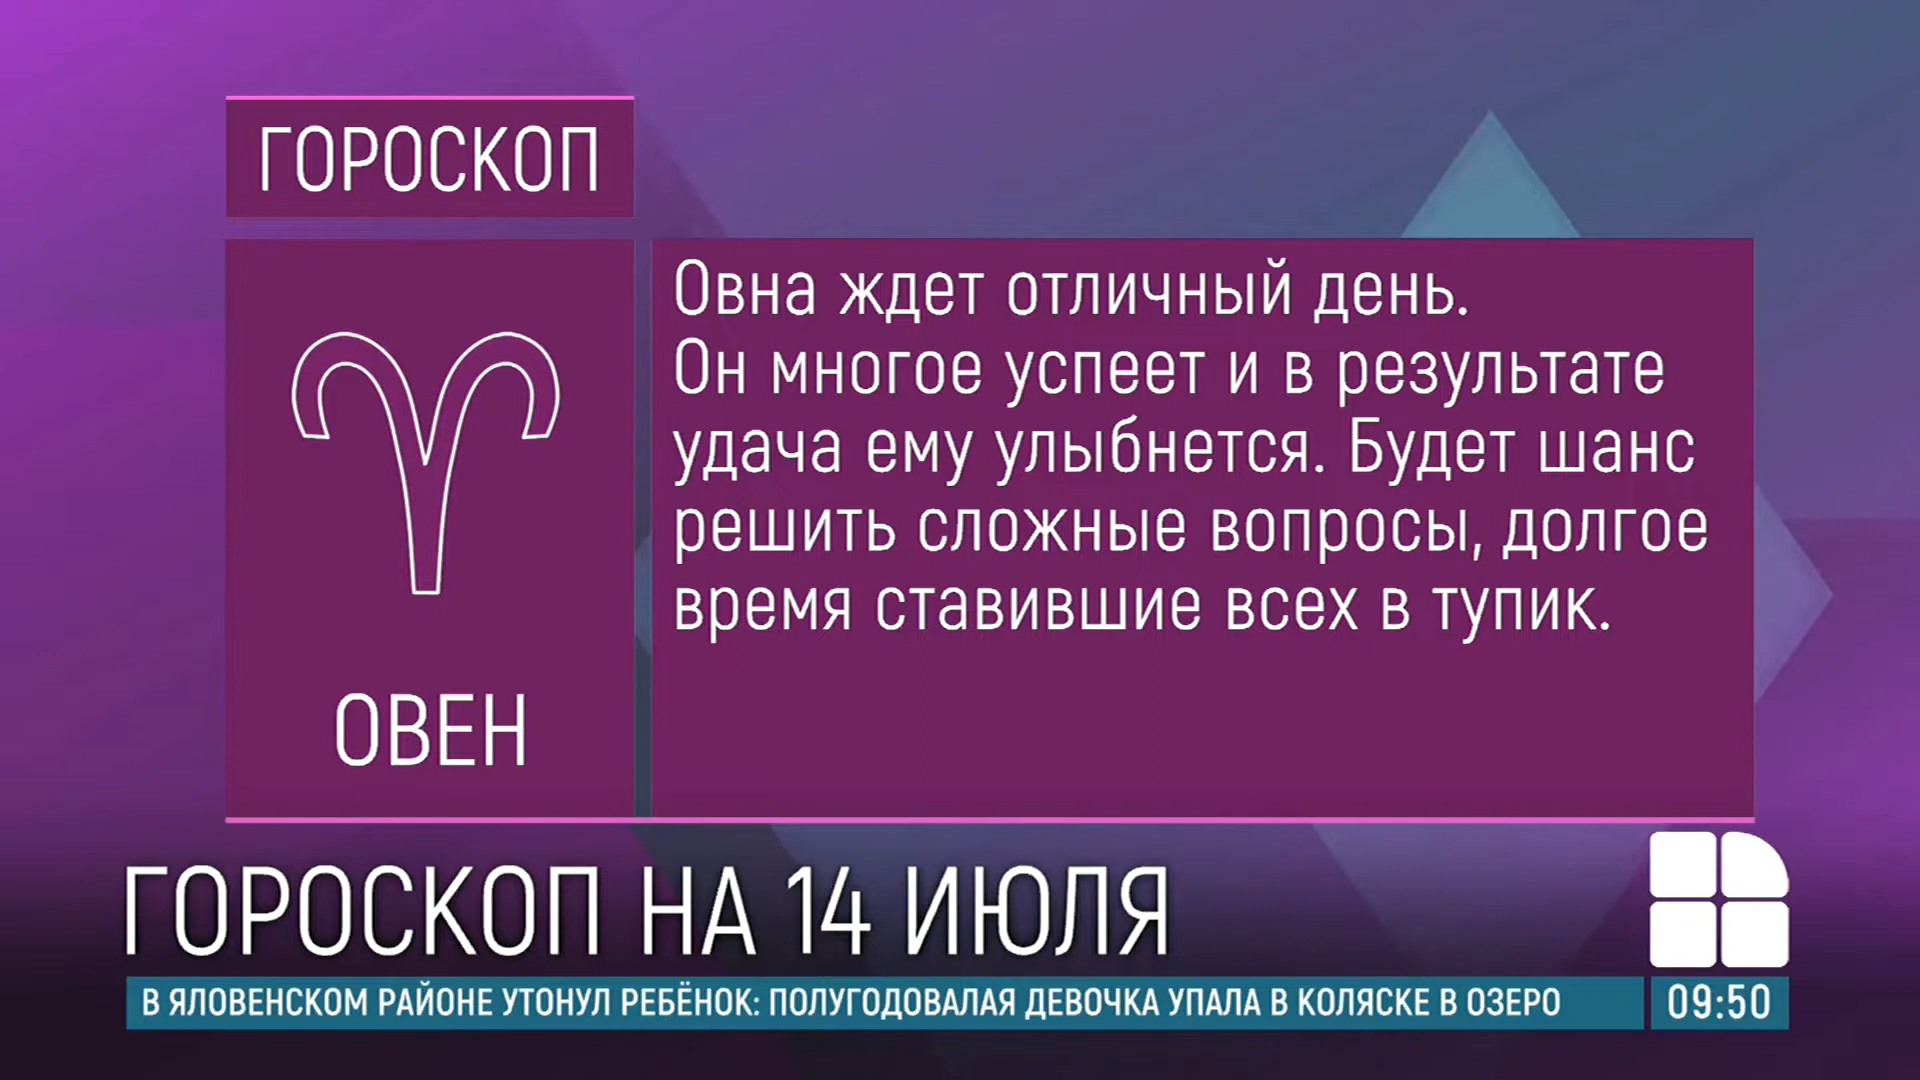 ГОРОСКОП
ОВЕН
Овна ждет отличный день.
Он многое успеет и в результате
удача ему улыбнется. Будет шанс
решить сложные вопросы, долгое
время ставившие всех в тупик.
ГОРОСКОП НА 14 ИЮЛЯ
В ЯЛОВЕНСКОМ РАЙОНЕ УТОНУЛ РЕБЁНОК: ПОЛУГОДОВАЛАЯ ДЕВОЧКА УПАЛА В КОЛЯСКЕ В ОЗЕРО
09:50